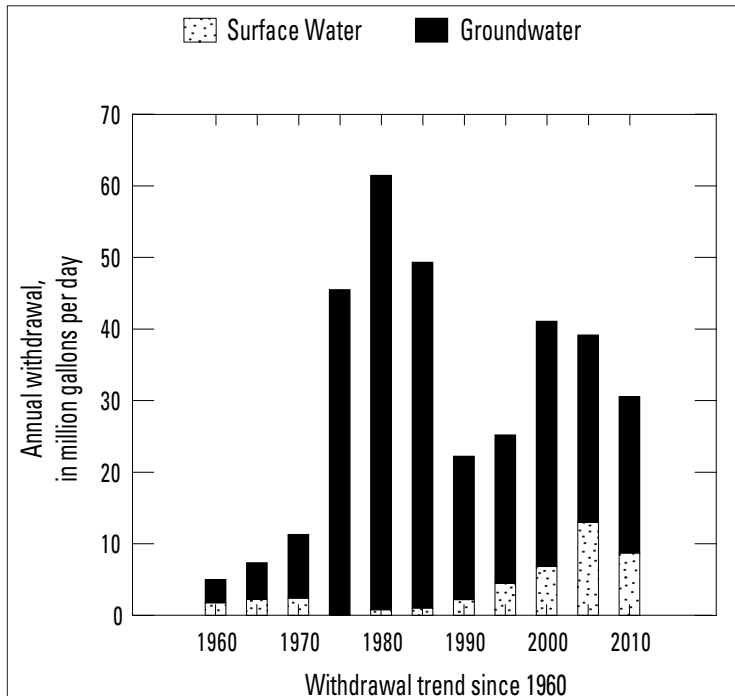 Surface Water Groundwater
70
60
50
40
30
20
10
0
Annual withdrawal,
in million gallons per day
1960 1970 1980 1990 2000 2010
Withdrawal trend since 1960